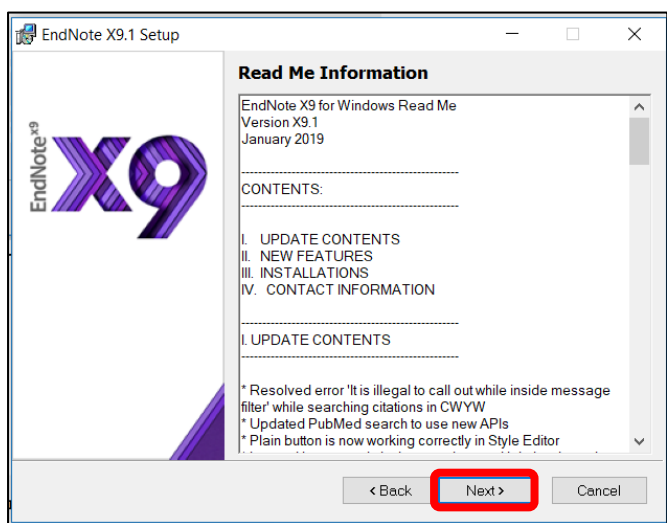 EndNote X9.1 Setup
Read Me Information
EndNote X9 for Windows Read Me
Version X9.1
January 2019
------------------------------------------------------
CONTENTS:
------------------------------------------------------
I. UPDATE CONTENTS
II. NEW FEATURES
III. INSTALLATIONS
IV. CONTACT INFORMATION
------------------------------------------------------
I. UPDATE CONTENTS
------------------------------------------------------
* Resolved error 'It is illegal to call out while inside message
filter' while searching citations in CWYW
* Updated PubMed search to use new APIs
* Plain button is now working correctly in Style Editor
EndNote x9
X9
< Back
Next >
Cancel